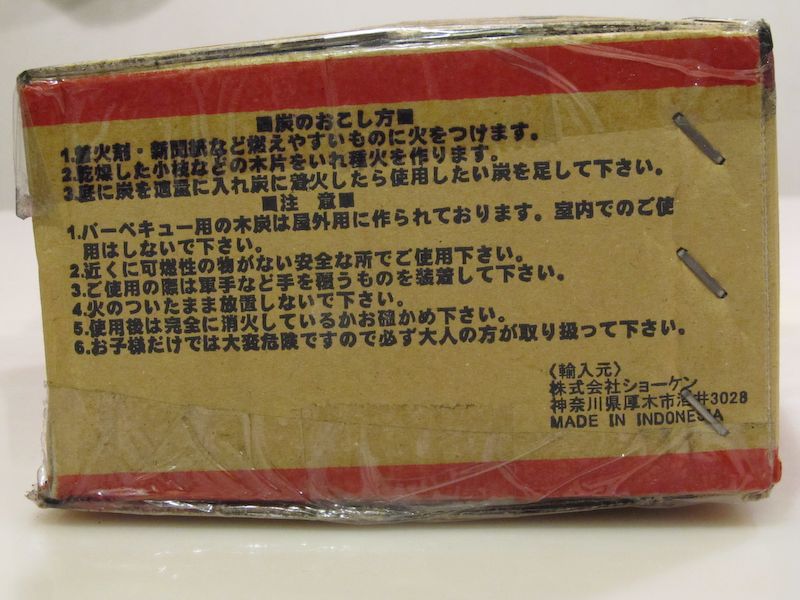 ■炭のおこし方■
1.着火剤・新聞紙など燃えやすいものに火をつけます。
2.乾燥した小枝などの木片をいれ種火を作ります。
3.更に炭を適量に入れ炭に着火したら使用したい炭を足して下さい。
■注 意■
1.バーベキュー用の木炭は屋外用に作られております。室内でのご使
用はしないで下さい。
2.近くに可燃性の物がない安全な所でご使用下さい。
3.ご使用の際は軍手など手を覆うものを装着して下さい。
4.火のついたまま放置しないで下さい。
5.使用後は完全に消火しているかお確かめ下さい。
6.お子様だけでは大変危険ですので必ず大人の方が取り扱って下さい。
〈輸入元〉
株式会社ショーケン
神奈川県厚木市酒井3028
MADE IN INDONESIA